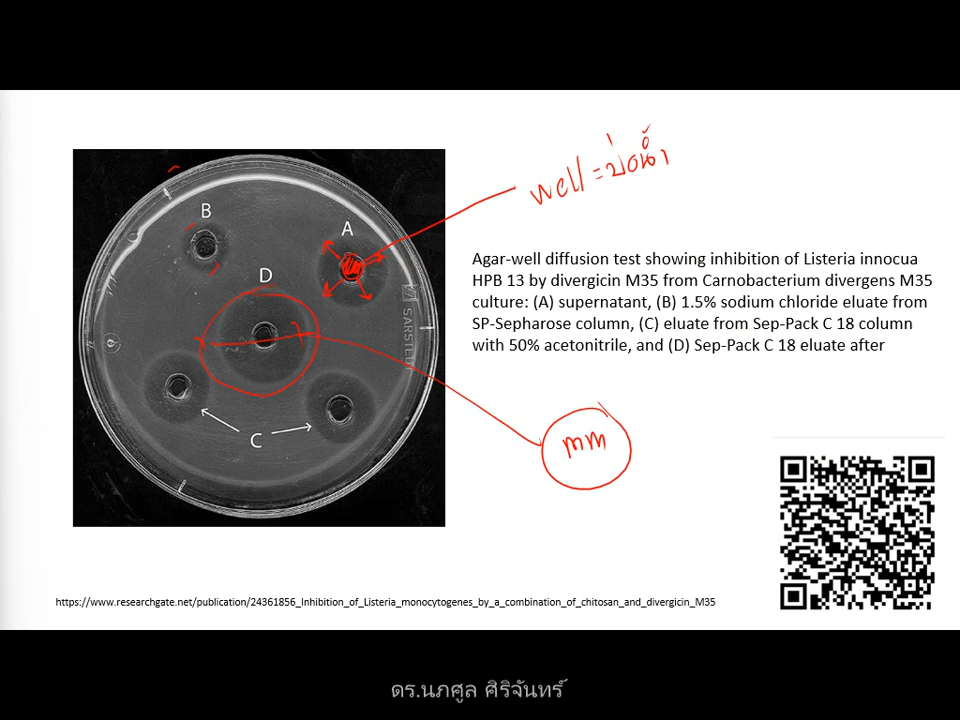 well = บ่อน้ำ
B
A
D
SARSTEDT
C
Agar-well diffusion test showing inhibition of Listeria innocua
HPB 13 by divergicin M35 from Carnobacterium divergens M35
culture: (A) supernatant, (B) 1.5% sodium chloride eluate from
SP-Sepharose column, (C) eluate from Sep-Pack C 18 column
with 50% acetonitrile, and (D) Sep-Pack C 18 eluate after
mm
https://www.researchgate.net/publication/24361856_Inhibition_of_Listeria_monocytogenes_by_a_combination_of_chitosan_and_divergicin_M35
ดร.นภศูล ศิริจันทร์